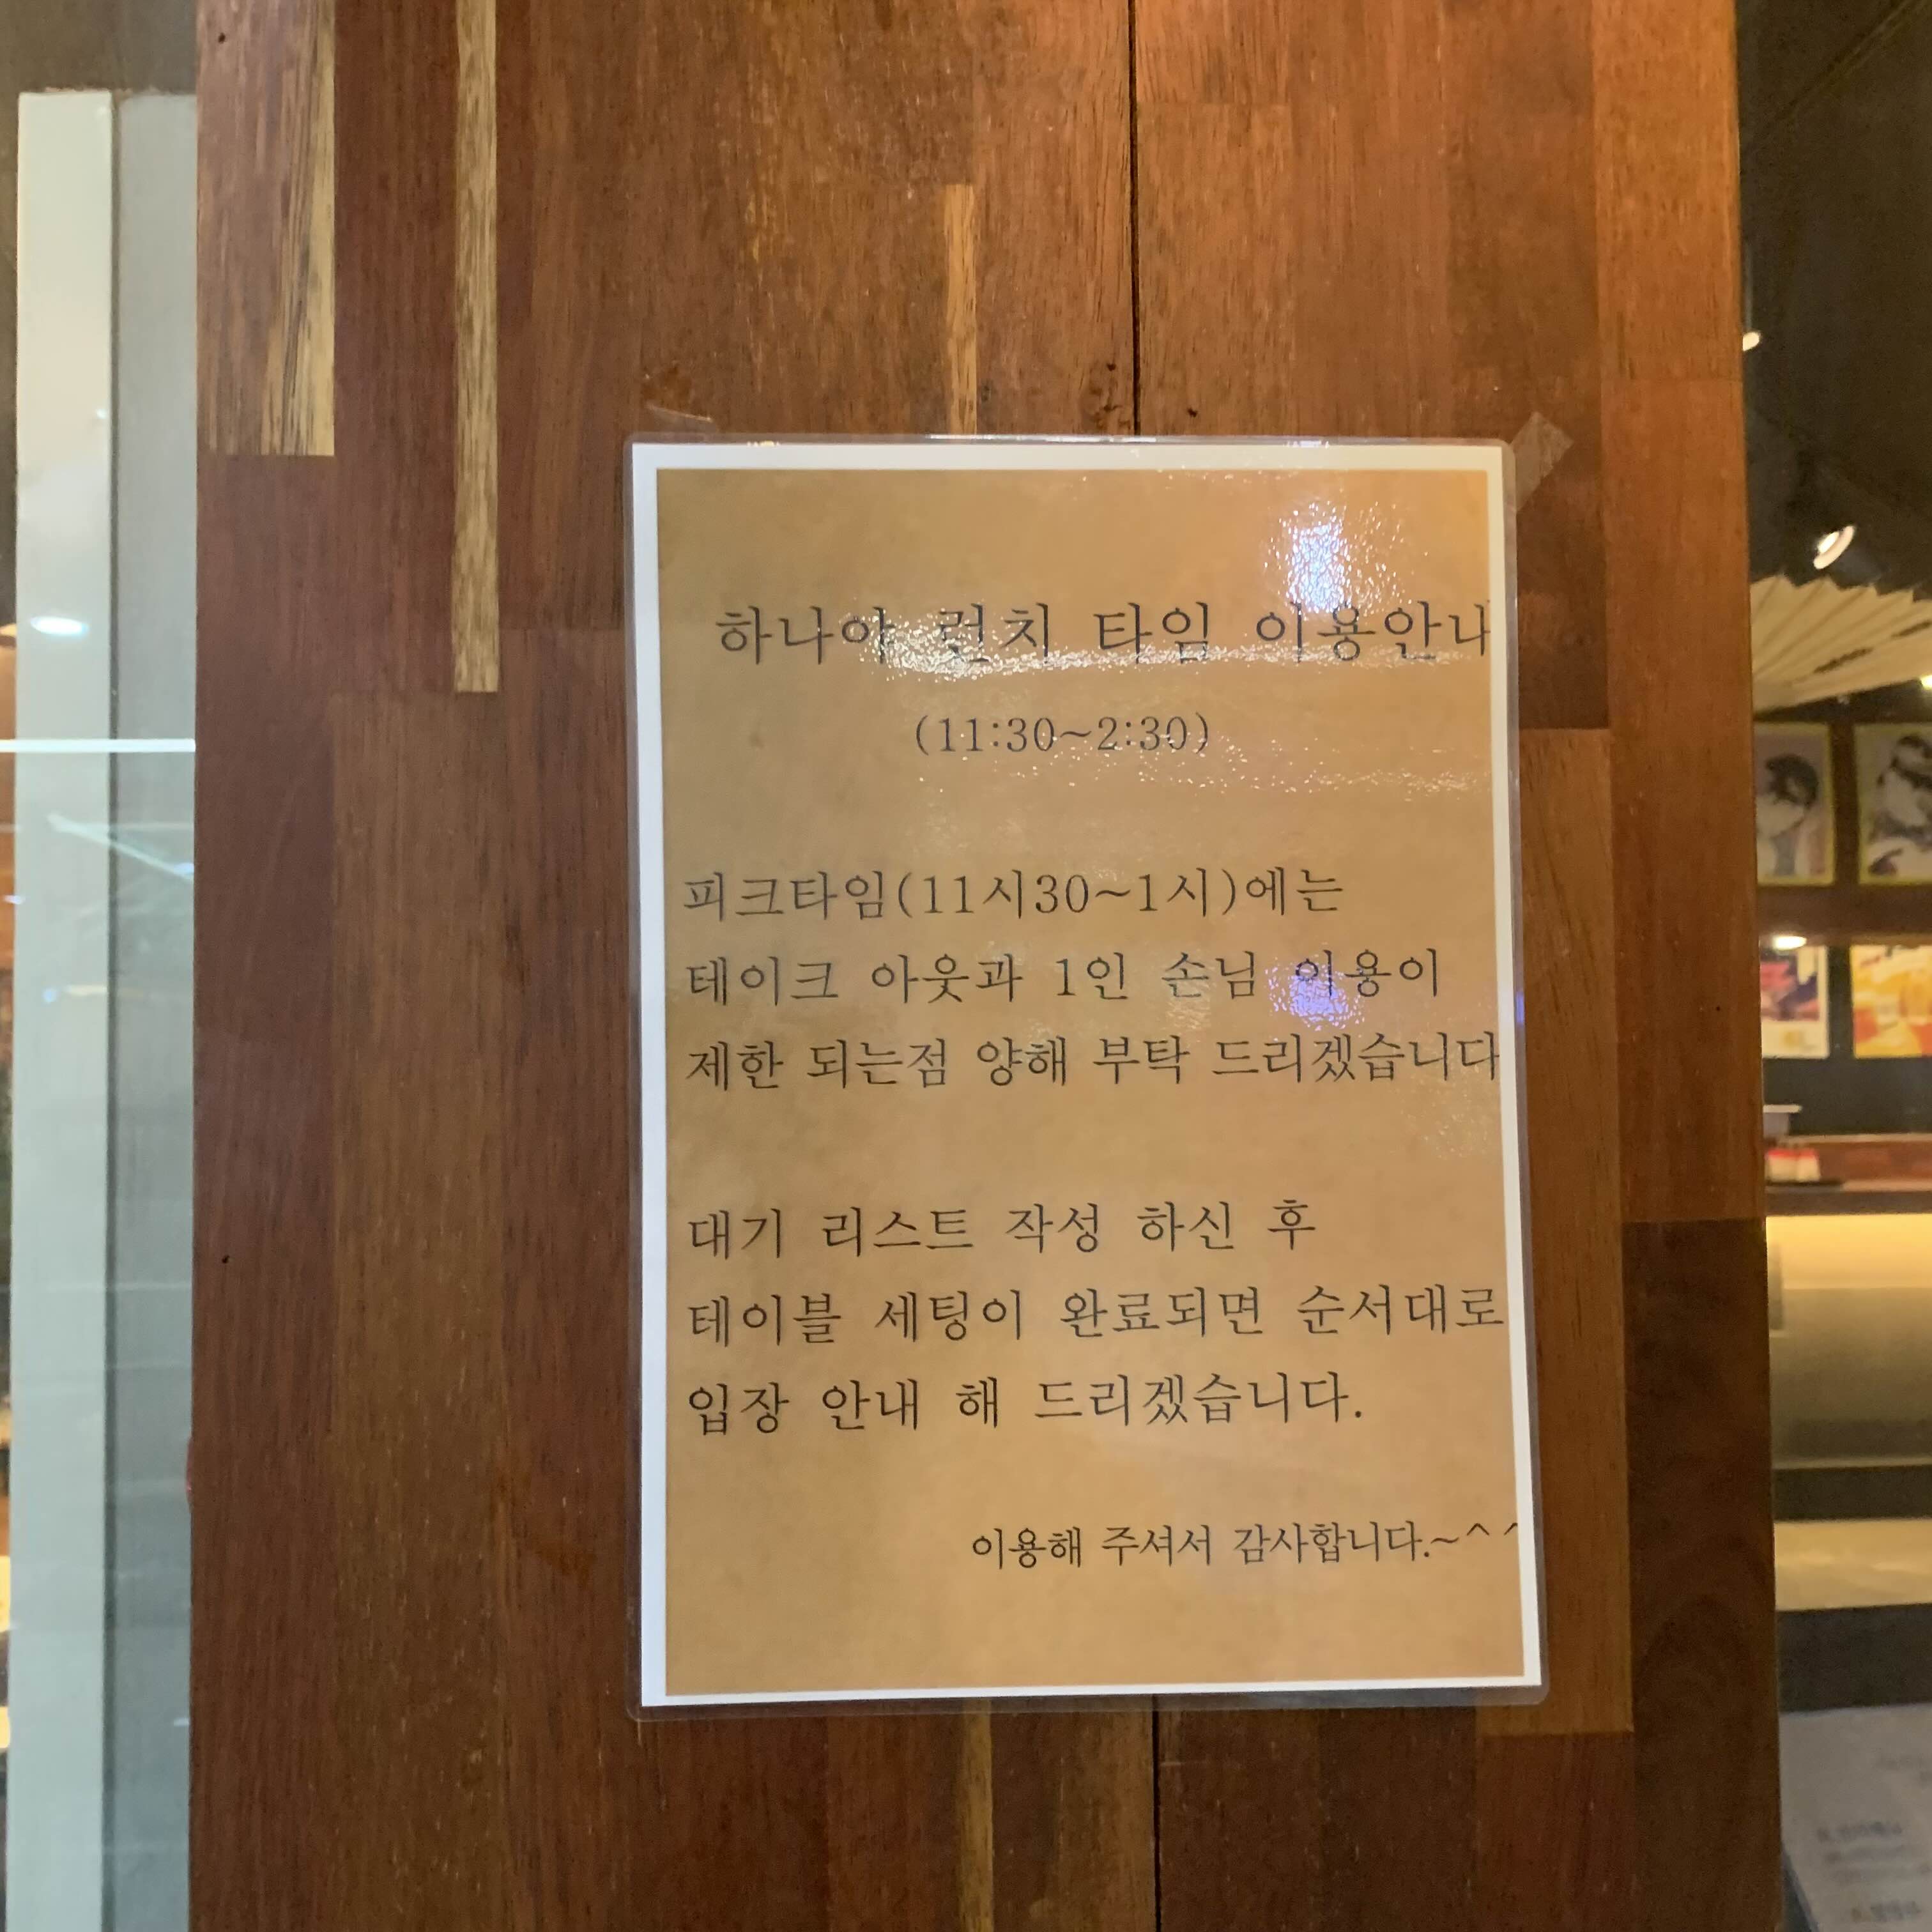 하나야 런치 타임 이용안내
(11:30~2:30)
피크타임(11시30~1시)에는
테이크 아웃과 1인 손님 이용이
제한 되는점 양해 부탁 드리겠습니다
대기 리스트 작성 하신 후
테이블 세팅이 완료되면 순서대로
입장 안내 해 드리겠습니다.
이용해 주셔서 감사합니다.~^^